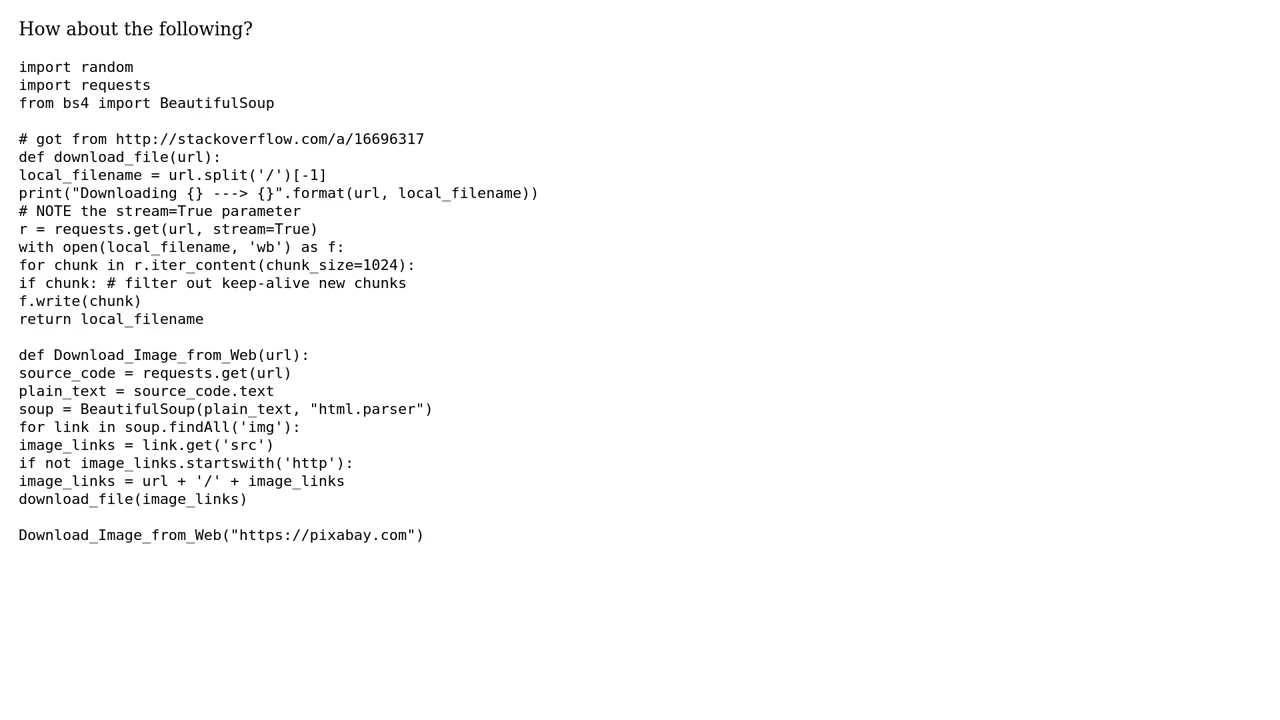 How about the following?
import random
import requests
from bs4 import BeautifulSoup
# got from http://stackoverflow.com/a/16696317
def download_file(url):
local_filename = url.split('/')[-1]
print("Downloading {} ---> {}".format(url, local_filename))
# NOTE the stream=True parameter
r = requests.get(url, stream=True)
with open(local_filename, 'wb') as f:
for chunk in r.iter_content(chunk_size=1024):
if chunk: # filter out keep-alive new chunks
f.write(chunk)
return local_filename
def Download_Image_from_Web(url):
source_code = requests.get(url)
plain_text = source_code.text
soup = BeautifulSoup(plain_text, "html.parser")
for link in soup.findAll('img'):
image_links = link.get('src')
if not image_links.startswith('http'):
image_links = url + '/' + image_links
download_file(image_links)
Download_Image_from_Web("https://pixabay.com")